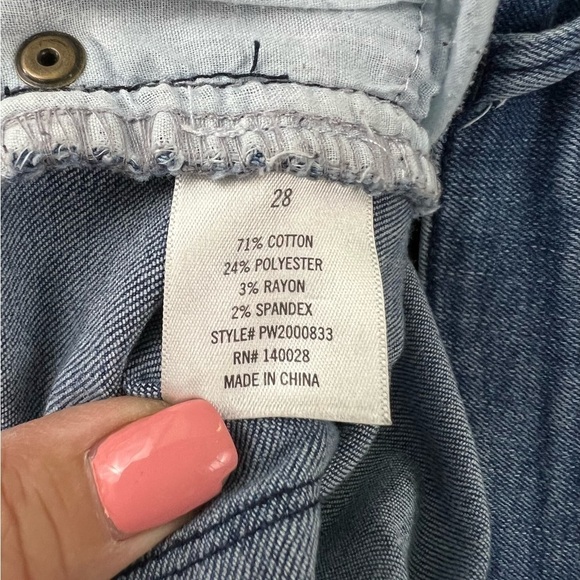 28
71% COTTON
24% POLYESTER
3% RAYON
2% SPANDEX
STYLE# PW2000833
RN# 140028
MADE IN CHINA